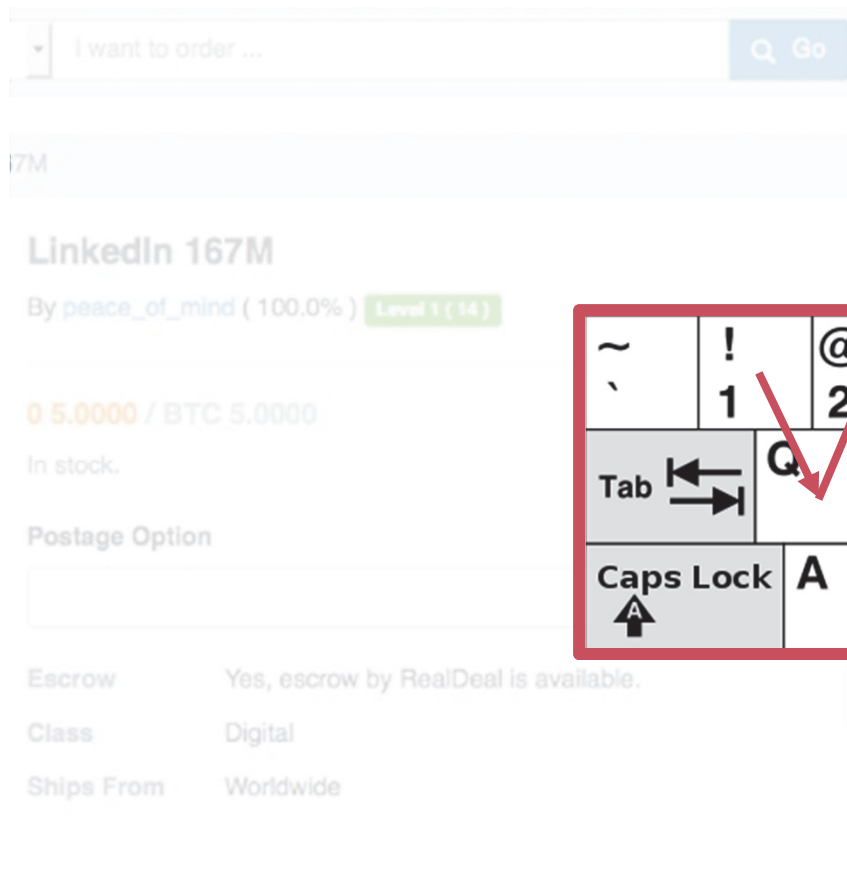 I want to order ...
Go
67M
LinkedIn 167M
By peace_of_mind ( 100.0% ) Level 1 ( 14 )
0 5.0000 / BTC 5.0000
In stock.
Postage Option
Escrow Yes, escrow by RealDeal is available.
Class Digital
Ships From Worldwide
~ ! @
` 1 2
Tab Q
Caps Lock A
A